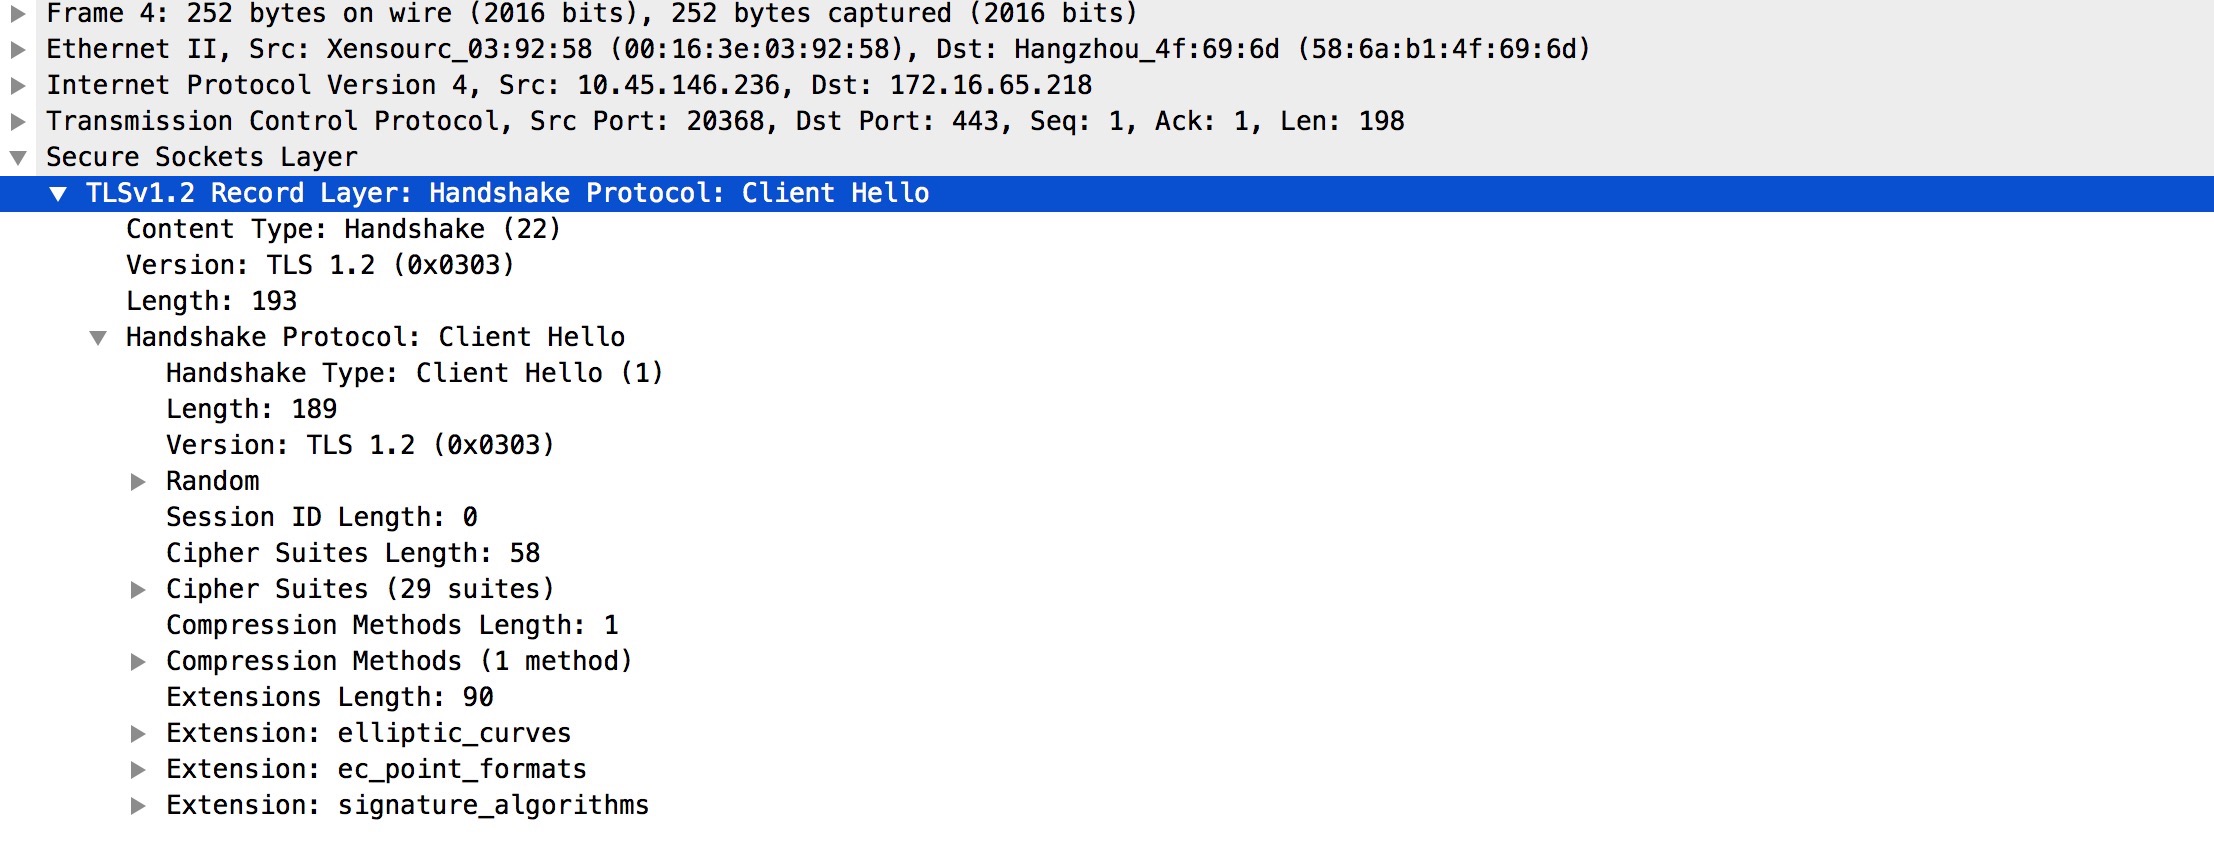 Frame 4: 252 bytes on wire (2016 bits), 252 bytes captured (2016 bits)
Ethernet II, Src: Xensourc_03:92:58 (00:16:3e:03:92:58), Dst: Hangzhou_4f:69:6d (58:6a:b1:4f:69:6d)
Internet Protocol Version 4, Src: 10.45.146.236, Dst: 172.16.65.218
Transmission Control Protocol, Src Port: 20368, Dst Port: 443, Seq: 1, Ack: 1, Len: 198
Secure Sockets Layer
TLSv1.2 Record Layer: Handshake Protocol: Client Hello
Content Type: Handshake (22)
Version: TLS 1.2 (0x0303)
Length: 193
Handshake Protocol: Client Hello
Handshake Type: Client Hello (1)
Length: 189
Version: TLS 1.2 (0x0303)
Random
Session ID Length: 0
Cipher Suites Length: 58
Cipher Suites (29 suites)
Compression Methods Length: 1
Compression Methods (1 method)
Extensions Length: 90
Extension: elliptic_curves
Extension: ec_point_formats
Extension: signature_algorithms